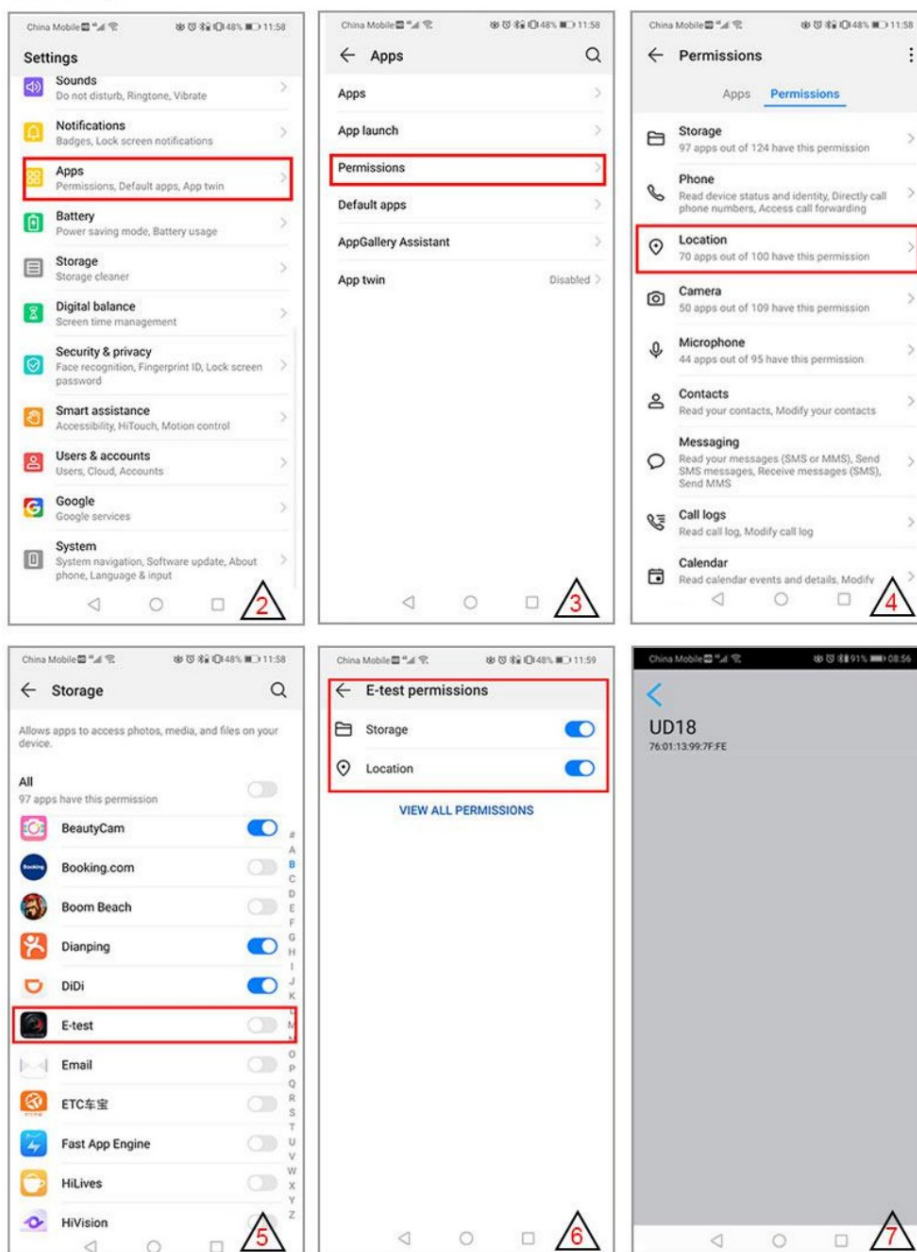 China Mobile 48% 11:58
Settings
Sounds
Do not disturb, Ringtone, Vibrate
Notifications
Badges, Lock screen notifications
Apps
Permissions, Default apps, App twin
Battery
Power saving mode, Battery usage
Storage
Storage cleaner
Digital balance
Screen time management
Security & privacy
Face recognition, Fingerprint ID, Lock screen
password
Smart assistance
Accessibility, HiTouch, Motion control
Users & accounts
Users, Cloud, Accounts
Google
Google services
System
System navigation, Software update, About
phone, Language & input
2
China Mobile 48% 11:58
Apps
Apps
App launch
Permissions
Default apps
AppGallery Assistant
App twin Disabled
3
China Mobile 48% 11:58
Permissions
Apps Permissions
Storage
97 apps out of 124 have this permission
Phone
Read device status and identity, Directly call
phone numbers, Access call forwarding
Location
70 apps out of 100 have this permission
Camera
50 apps out of 109 have this permission
Microphone
44 apps out of 95 have this permission
Contacts
Read your contacts, Modify your contacts
Messaging
Read your messages (SMS or MMS), Send
SMS messages, Receive messages (SMS),
Send MMS
Call logs
Read call log, Modify call log
Calendar
Read calendar events and details, Modify
4
China Mobile 48% 11:58
Storage
Allows apps to access photos, media, and files on your
device.
All
97 apps have this permission
BeautyCam
Booking.com
Boom Beach
Dianping
DiDi
E-test
Email
ETC车宝
Fast App Engine
HiLives
HiVision
#
A
B
C
D
E
F
G
H
I
J
K
L
M
N
O
P
Q
R
S
T
U
V
W
X
Y
Z
5
China Mobile 48% 11:59
E-test permissions
Storage
Location
VIEW ALL PERMISSIONS
6
China Mobile 91% 08:56
UD18
76:01:13:99:7F:FE
7